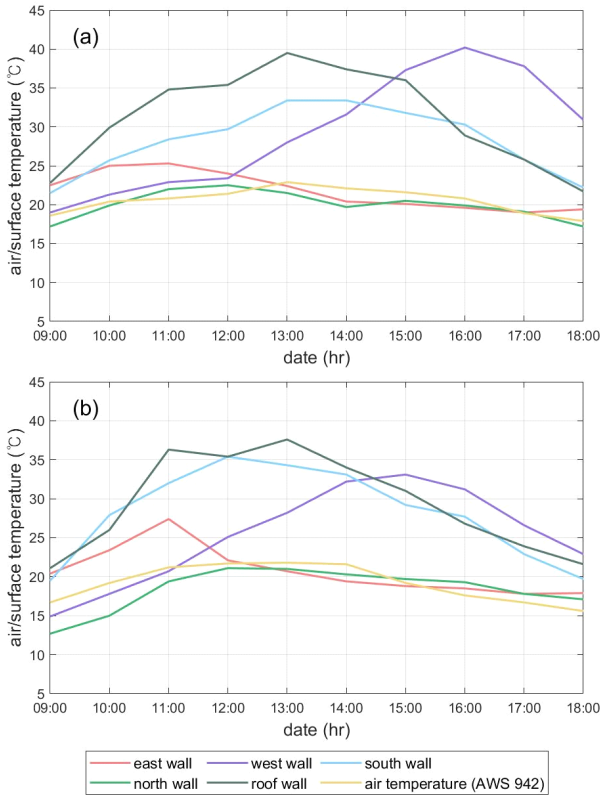 (a)
air/surface temperature (℃)
45
40
35
30
25
20
15
10
5
09:00 10:00 11:00 12:00 13:00 14:00 15:00 16:00 17:00 18:00
date (hr)
(b)
air/surface temperature (℃)
45
40
35
30
25
20
15
10
5
09:00 10:00 11:00 12:00 13:00 14:00 15:00 16:00 17:00 18:00
date (hr)
east wall west wall south wall
north wall roof wall air temperature (AWS 942)